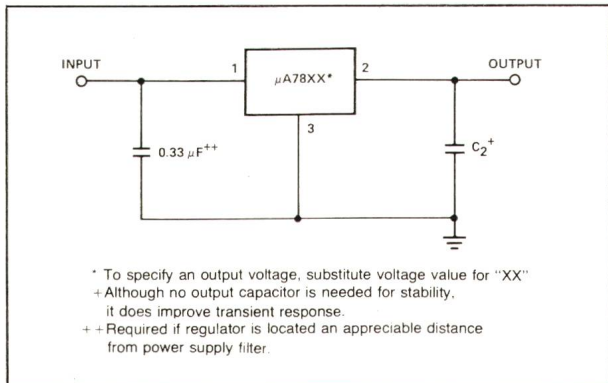 INPUT
OUTPUT
1
μA78XX*
2
3
0.33 μF++
C2+
* To specify an output voltage, substitute voltage value for "XX"
+Although no output capacitor is needed for stability,
it does improve transient response.
++Required if regulator is located an appreciable distance
from power supply filter.